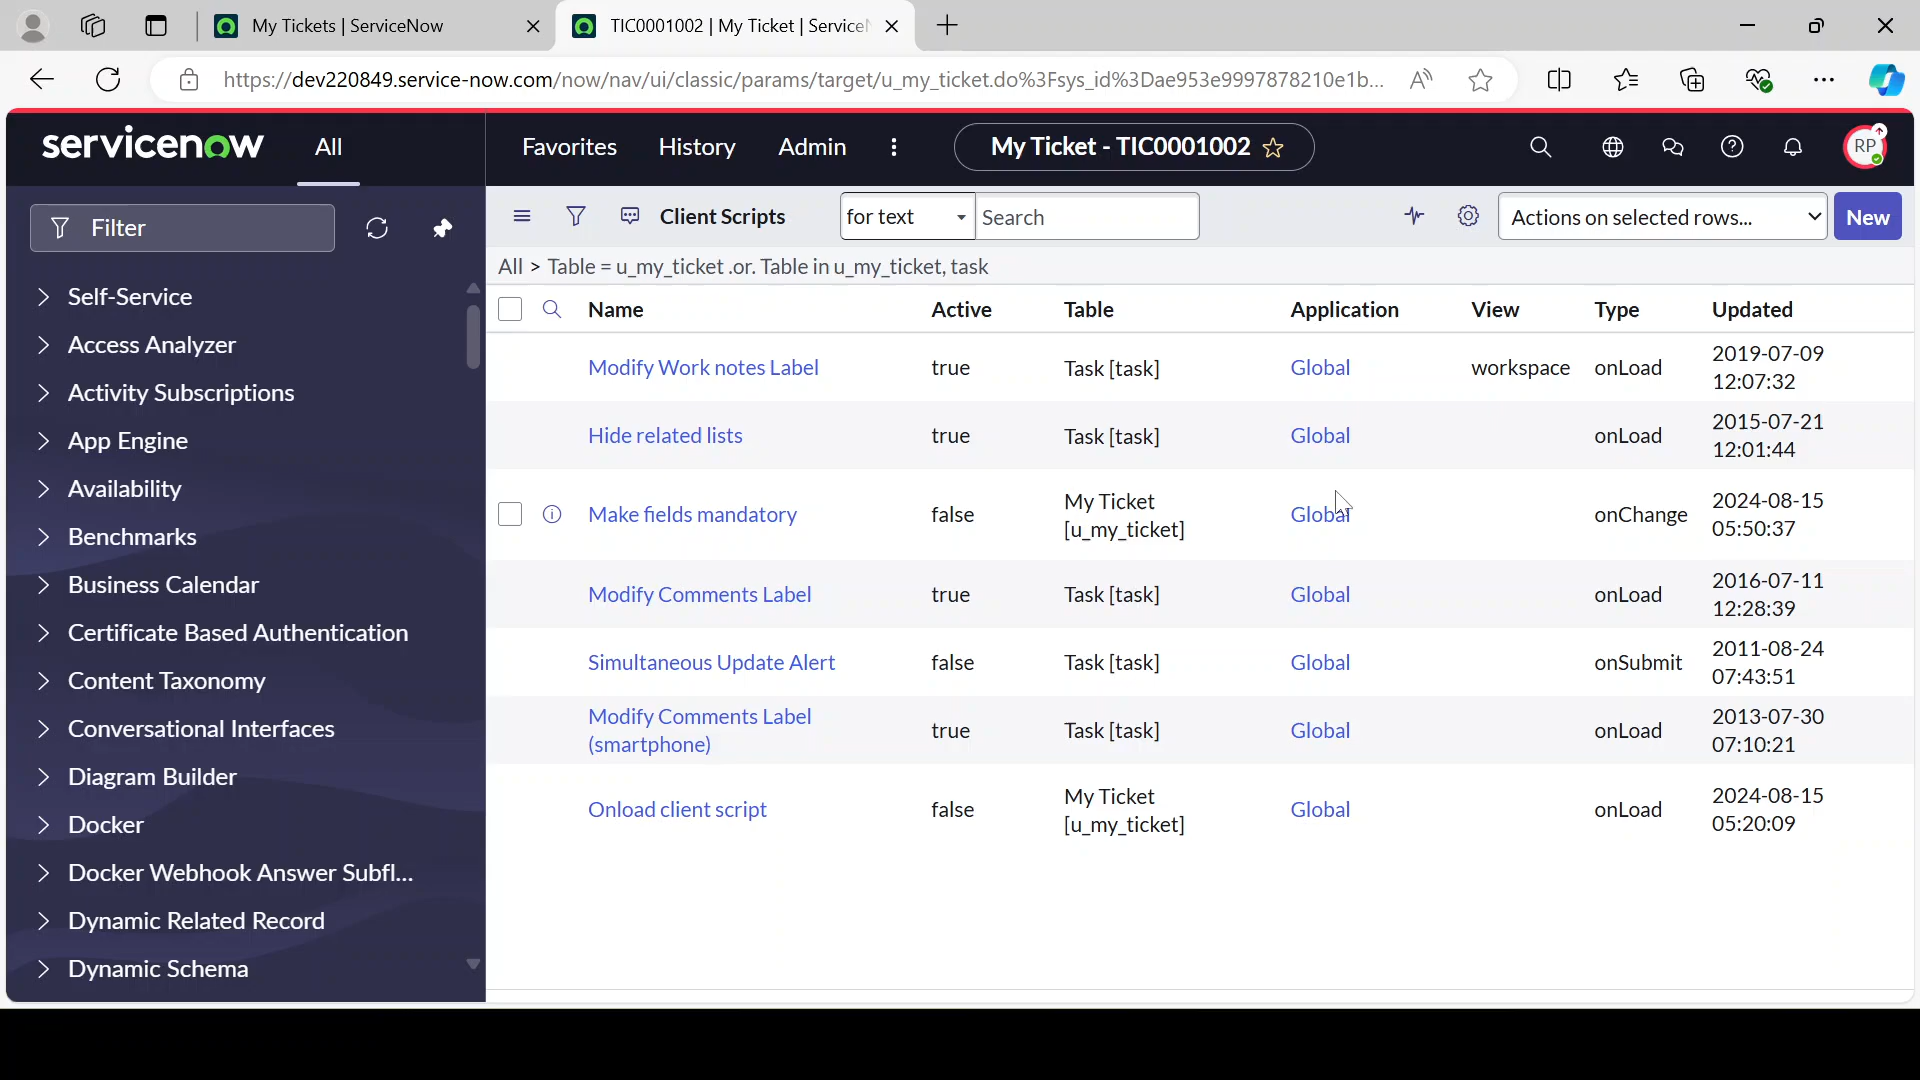 My Tickets | ServiceNow
TIC0001002 | My Ticket | Service
https://dev220849.service-now.com/now/nav/ui/classic/params/target/u_my_ticket.do%3Fsys_id%3Dae953e9997878210e1b...
servicenow
All
Favorites
History
Admin
My Ticket - TIC0001002
RP
Filter
Client Scripts
for text
Search
Actions on selected rows...
New
All > Table = u_my_ticket .or. Table in u_my_ticket, task
Self-Service
Access Analyzer
Activity Subscriptions
App Engine
Availability
Benchmarks
Business Calendar
Certificate Based Authentication
Content Taxonomy
Conversational Interfaces
Diagram Builder
Docker
Docker Webhook Answer Subfl...
Dynamic Related Record
Dynamic Schema
Name Active Table Application View Type Updated
Modify Work notes Label true Task [task] Global workspace onLoad 2019-07-09
12:07:32
Hide related lists true Task [task] Global onLoad 2015-07-21
12:01:44
Make fields mandatory false My Ticket
[u_my_ticket] Global onChange 2024-08-15
05:50:37
Modify Comments Label true Task [task] Global onLoad 2016-07-11
12:28:39
Simultaneous Update Alert false Task [task] Global onSubmit 2011-08-24
07:43:51
Modify Comments Label
(smartphone) true Task [task] Global onLoad 2013-07-30
07:10:21
Onload client script false My Ticket
[u_my_ticket] Global onLoad 2024-08-15
05:20:09